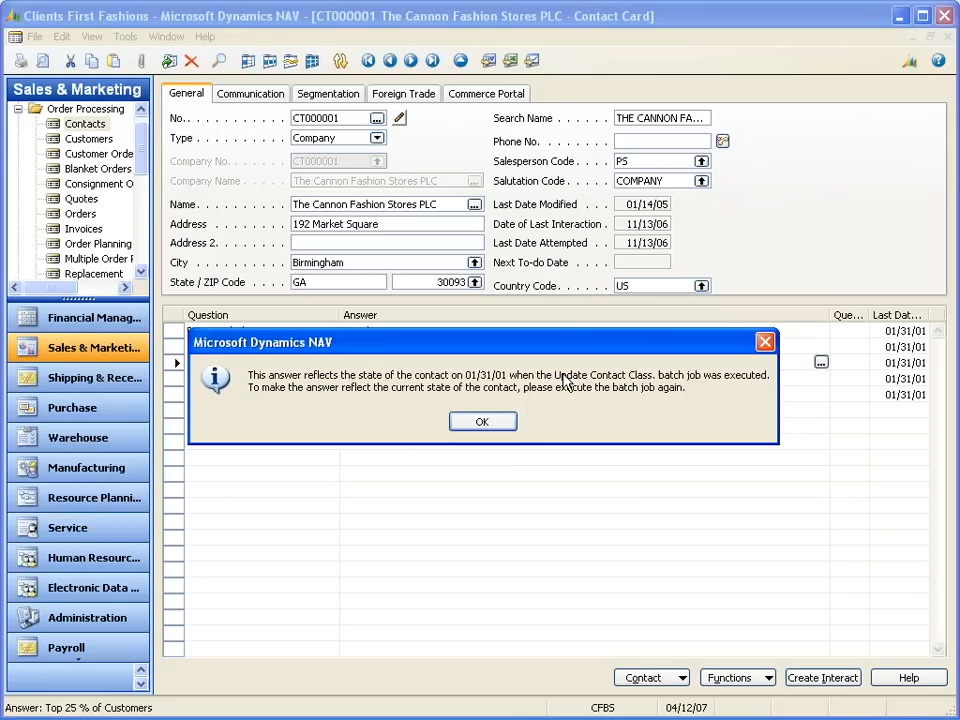 Clients First Fashions - Microsoft Dynamics NAV - [CT000001 The Cannon Fashion Stores PLC - Contact Card]
File Edit View Tools Window Help
Sales & Marketing
Order Processing
Contacts
Customers
Customer Orde
Blanket Orders
Consignment O
Quotes
Orders
Invoices
Order Planning
Multiple Order F
Replacement
Financial Manag...
Sales & Marketi...
Shipping & Rece...
Purchase
Warehouse
Manufacturing
Resource Planni...
Service
Human Resourc...
Electronic Data ...
Administration
Payroll
General Communication Segmentation Foreign Trade Commerce Portal
No. . . . . . . . . . . . CT000001 ...
Type . . . . . . . . . . Company
Company No. . . . . . . CT000001
Company Name . . . . . The Cannon Fashion Stores PLC ...
Name. . . . . . . . . . . The Cannon Fashion Stores PLC ...
Address . . . . . . . . . 192 Market Square
Address 2. . . . . . . . .
City . . . . . . . . . . . Birmingham
State / ZIP Code . . . . GA 30093
Search Name . . . . . . THE CANNON FA...
Phone No. . . . . . . . .
Salesperson Code . . . . PS
Salutation Code . . . . . COMPANY
Last Date Modified . . . 01/14/05
Date of Last Interaction . 11/13/06
Last Date Attempted . . 11/13/06
Next To-do Date . . . .
Country Code. . . . . . US
Question Answer Que... Last Dat...
01/31/01
01/31/01
... 01/31/01
01/31/01
01/31/01
Microsoft Dynamics NAV
This answer reflects the state of the contact on 01/31/01 when the Update Contact Class. batch job was executed.
To make the answer reflect the current state of the contact, please execute the batch job again.
OK
Contact Functions Create Interact Help
Answer: Top 25 % of Customers CFBS 04/12/07